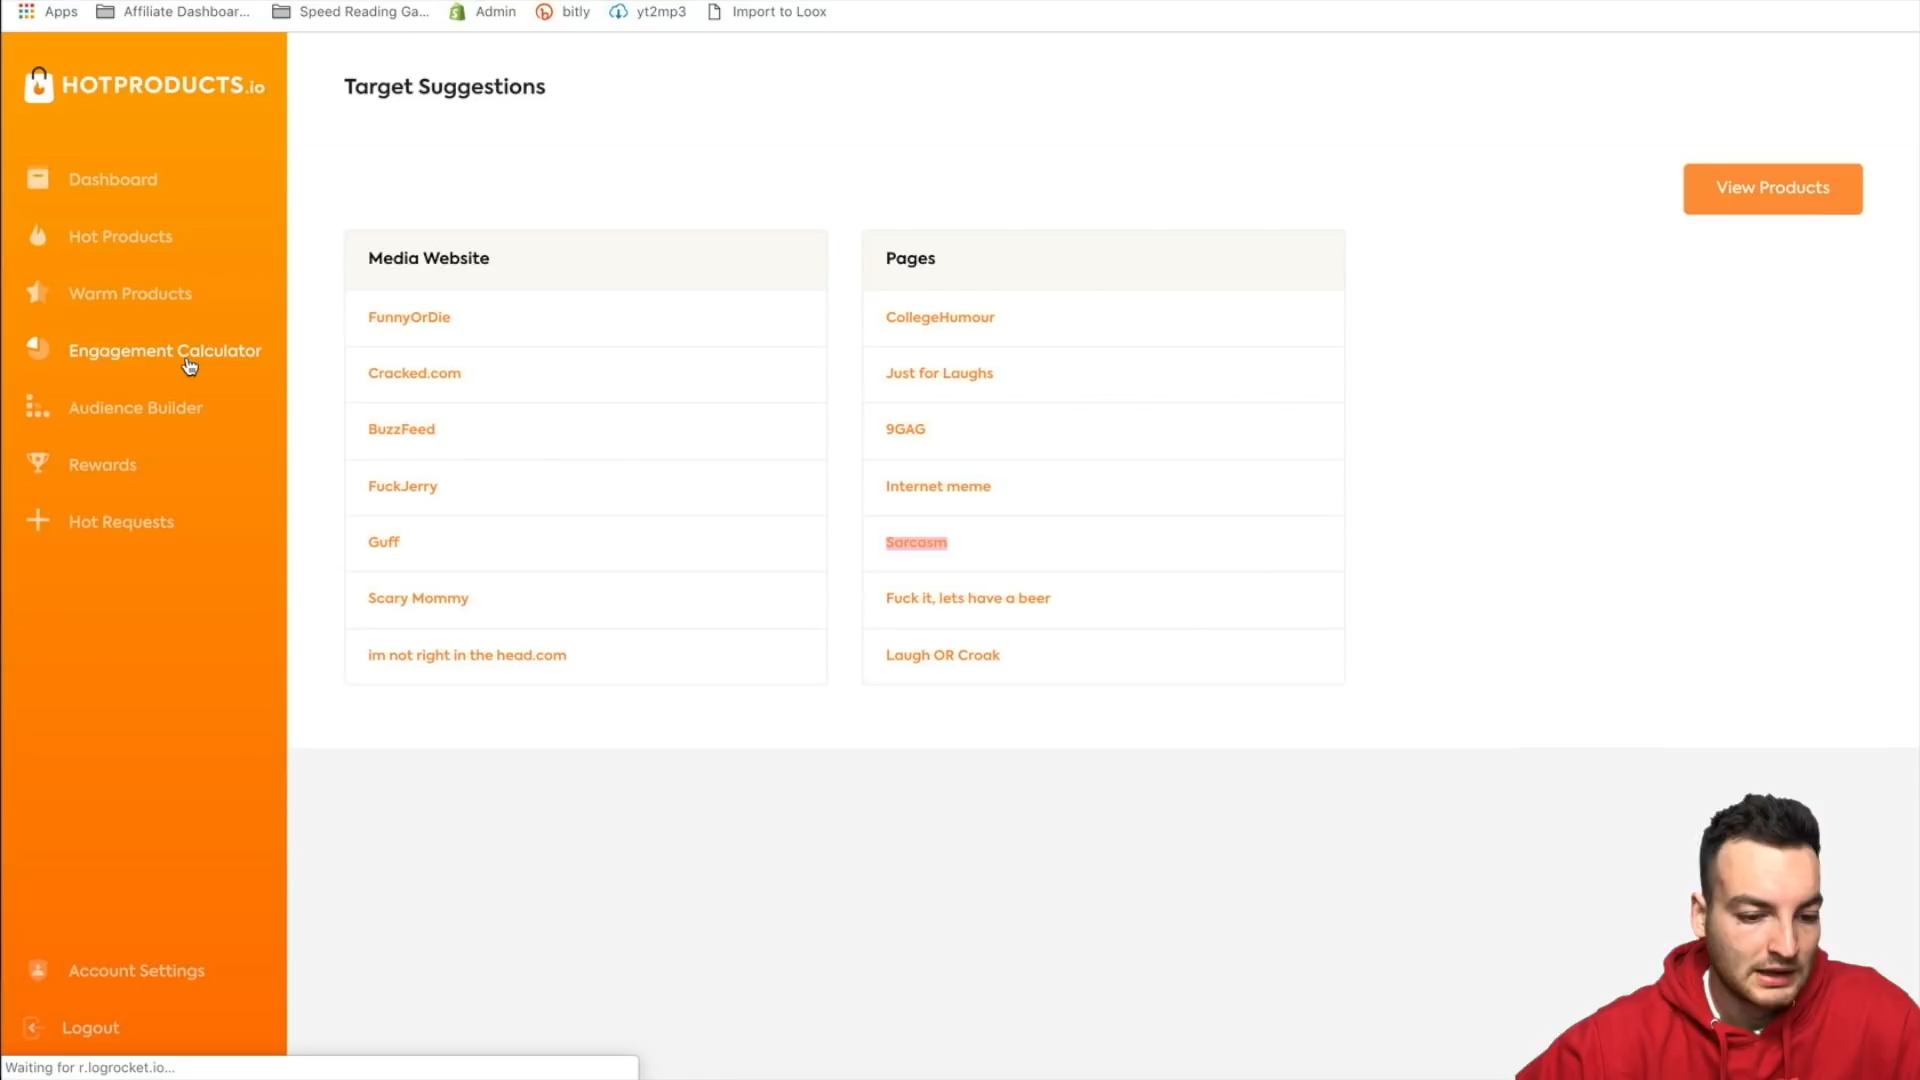 Apps
Affiliate Dashboar...
Speed Reading Ga...
Admin
bitly
yt2mp3
Import to Loox
HOTPRODUCTS.io
Dashboard
Hot Products
Warm Products
Engagement Calculator
Audience Builder
Rewards
Hot Requests
Account Settings
Logout
Target Suggestions
View Products
Media Website
FunnyOrDie
Cracked.com
BuzzFeed
FuckJerry
Guff
Scary Mommy
im not right in the head.com
Pages
CollegeHumour
Just for Laughs
9GAG
Internet meme
Sarcasm
Fuck it, lets have a beer
Laugh OR Croak
Waiting for r.logrocket.io...